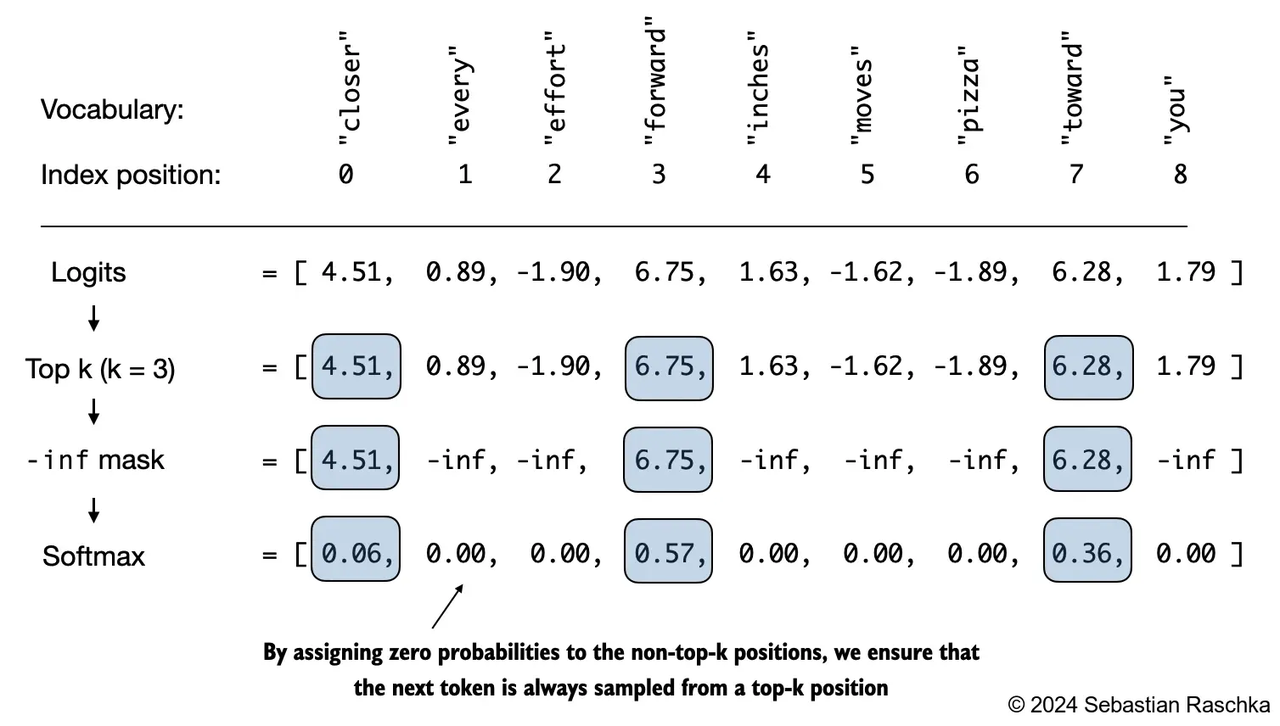 Vocabulary: "closer" "every" "effort" "forward" "inches" "moves" "pizza" "toward" "you"
Index position: 0 1 2 3 4 5 6 7 8
Logits = [ 4.51, 0.89, -1.90, 6.75, 1.63, -1.62, -1.89, 6.28, 1.79 ]
Top k (k = 3) = [ 4.51, 0.89, -1.90, 6.75, 1.63, -1.62, -1.89, 6.28, 1.79 ]
-inf mask = [ 4.51, -inf, -inf, 6.75, -inf, -inf, -inf, 6.28, -inf ]
Softmax = [ 0.06, 0.00, 0.00, 0.57, 0.00, 0.00, 0.00, 0.36, 0.00 ]
By assigning zero probabilities to the non-top-k positions, we ensure that
the next token is always sampled from a top-k position
© 2024 Sebastian Raschka